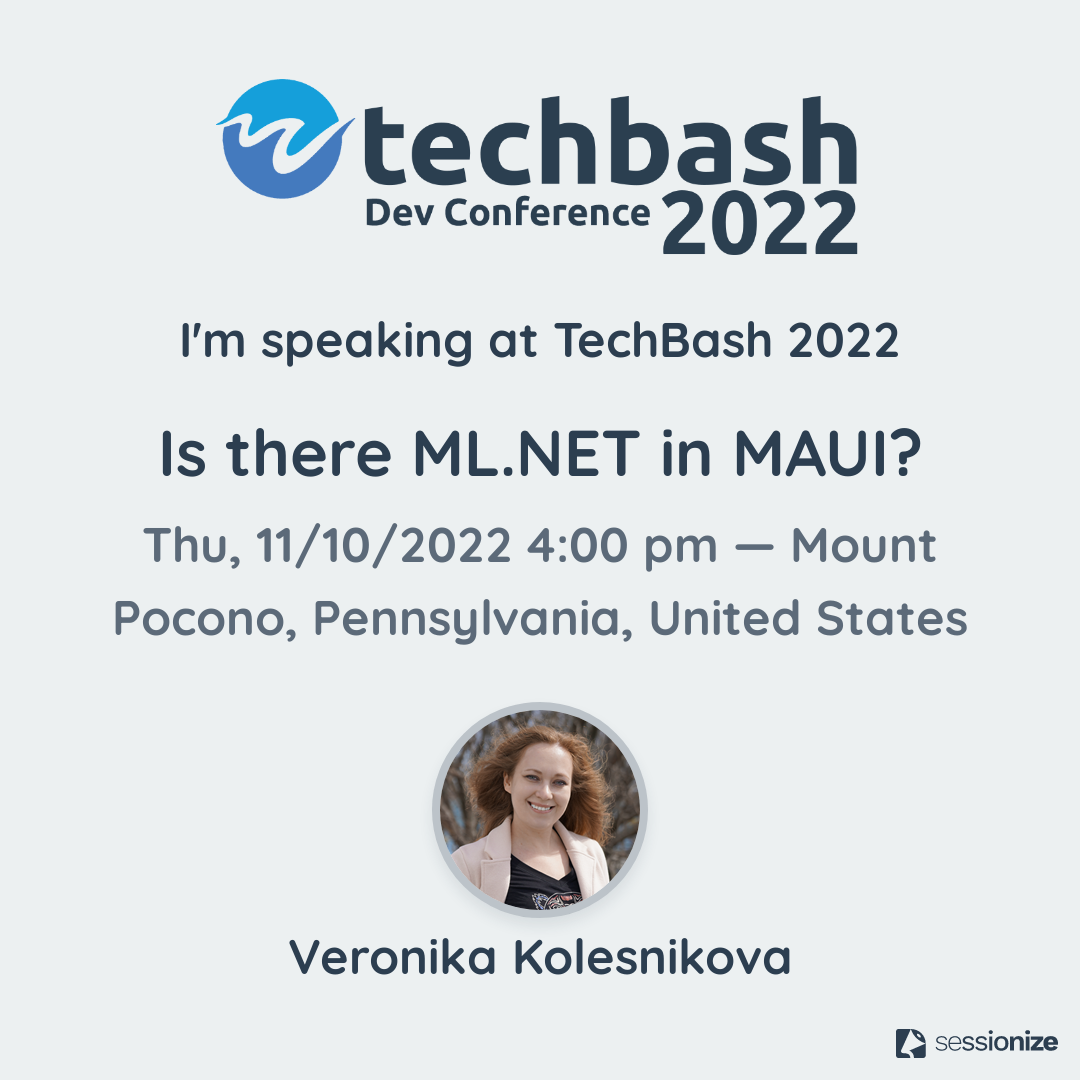 techbash
Dev Conference 2022
I'm speaking at TechBash 2022
Is there ML.NET in MAUI?
Thu, 11/10/2022 4:00 pm — Mount
Pocono, Pennsylvania, United States
Veronika Kolesnikova
sessionize